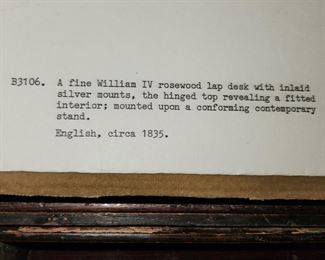 B3106. A fine William IV rosewood lap desk with inlaid
silver mounts, the hinged top revealing a fitted
interior; mounted upon a conforming contemporary
stand.
English, circa 1835.